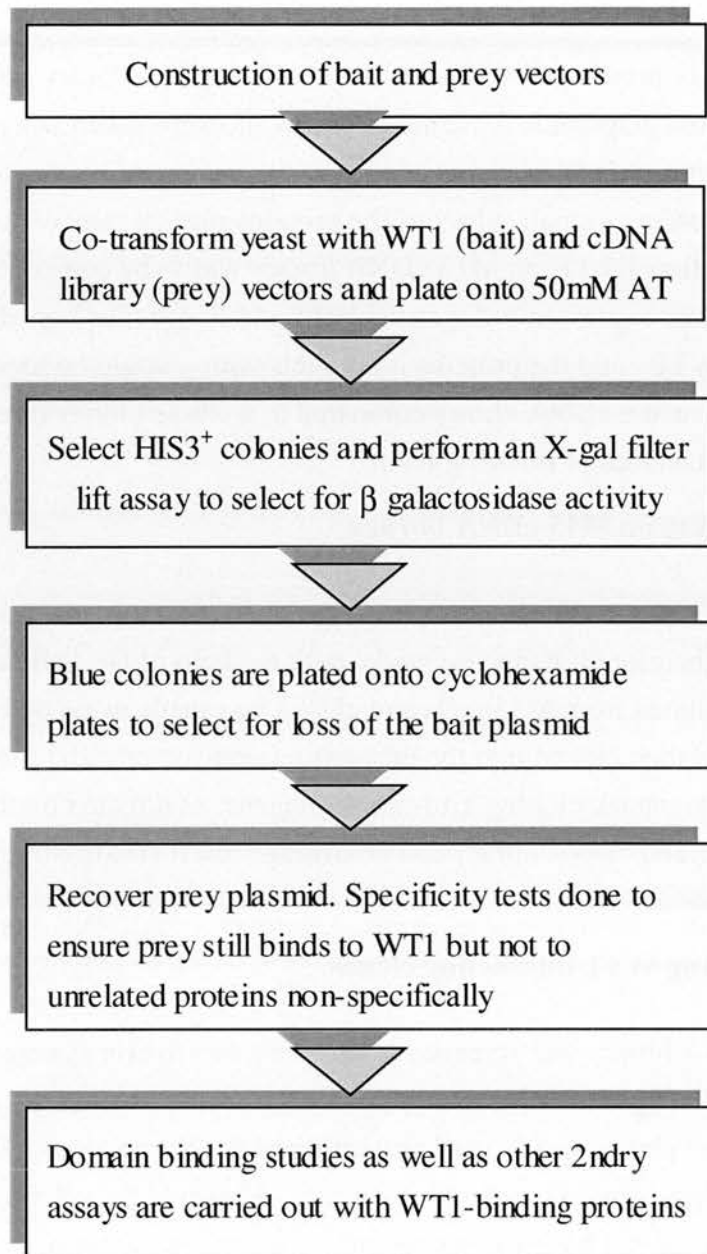 Construction of bait and prey vectors
Co-transform yeast with WT1 (bait) and cDNA
library (prey) vectors and plate onto 50mM AT
Select HIS3⁺ colonies and perform an X-gal filter
lift assay to select for β galactosidase activity
Blue colonies are plated onto cyclohexamide
plates to select for loss of the bait plasmid
Recover prey plasmid. Specificity tests done to
ensure prey still binds to WT1 but not to
unrelated proteins non-specifically
Domain binding studies as well as other 2ndry
assays are carried out with WT1-binding proteins